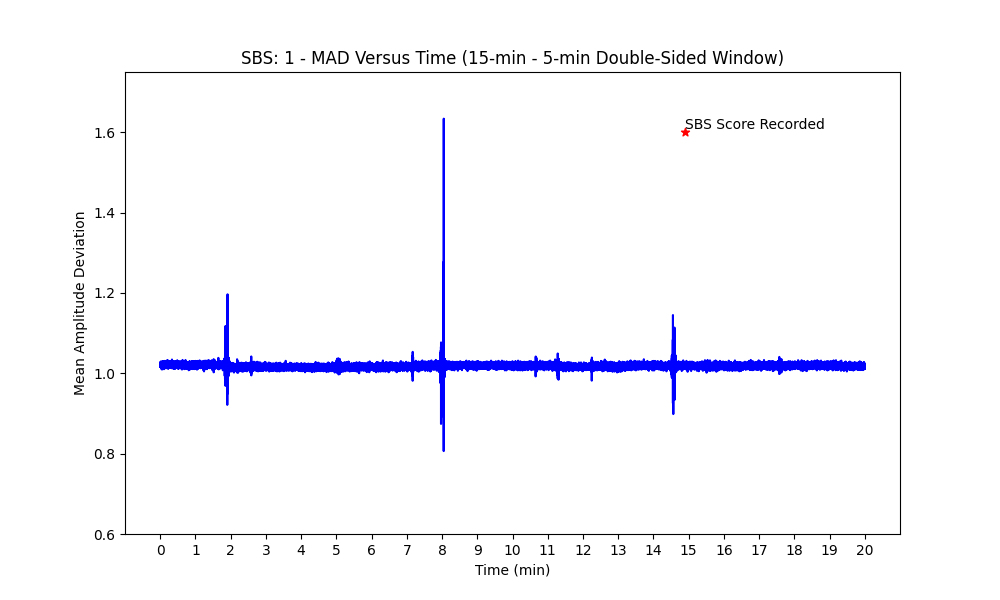 SBS: 1 - MAD Versus Time (15-min - 5-min Double-Sided Window)
SBS Score Recorded
Mean Amplitude Deviation
1.6
1.4
1.2
1.0
0.8
0.6
0 1 2 3 4 5 6 7 8 9 10 11 12 13 14 15 16 17 18 19 20
Time (min)